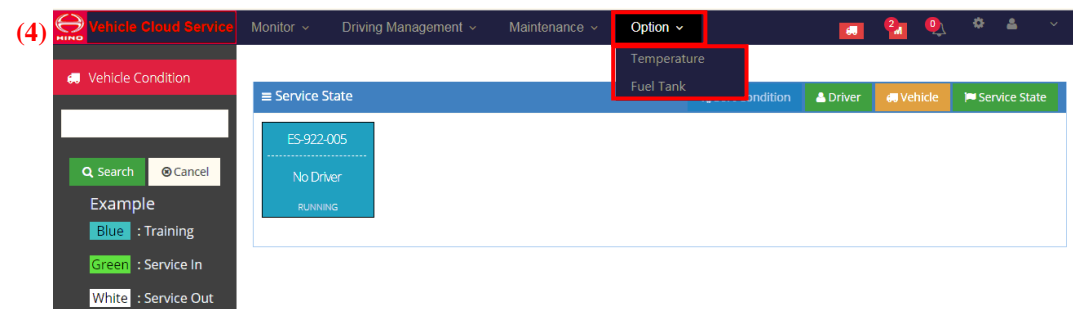 (4)
HINO
Vehicle Cloud Service
Monitor
Driving Management
Maintenance
Option
2
0
Temperature
Fuel Tank
Vehicle Condition
Search
Cancel
Example
Blue : Training
Green : Service In
White : Service Out
Service State
ondition
Driver
Vehicle
Service State
ES-922-005
No Driver
RUNNING